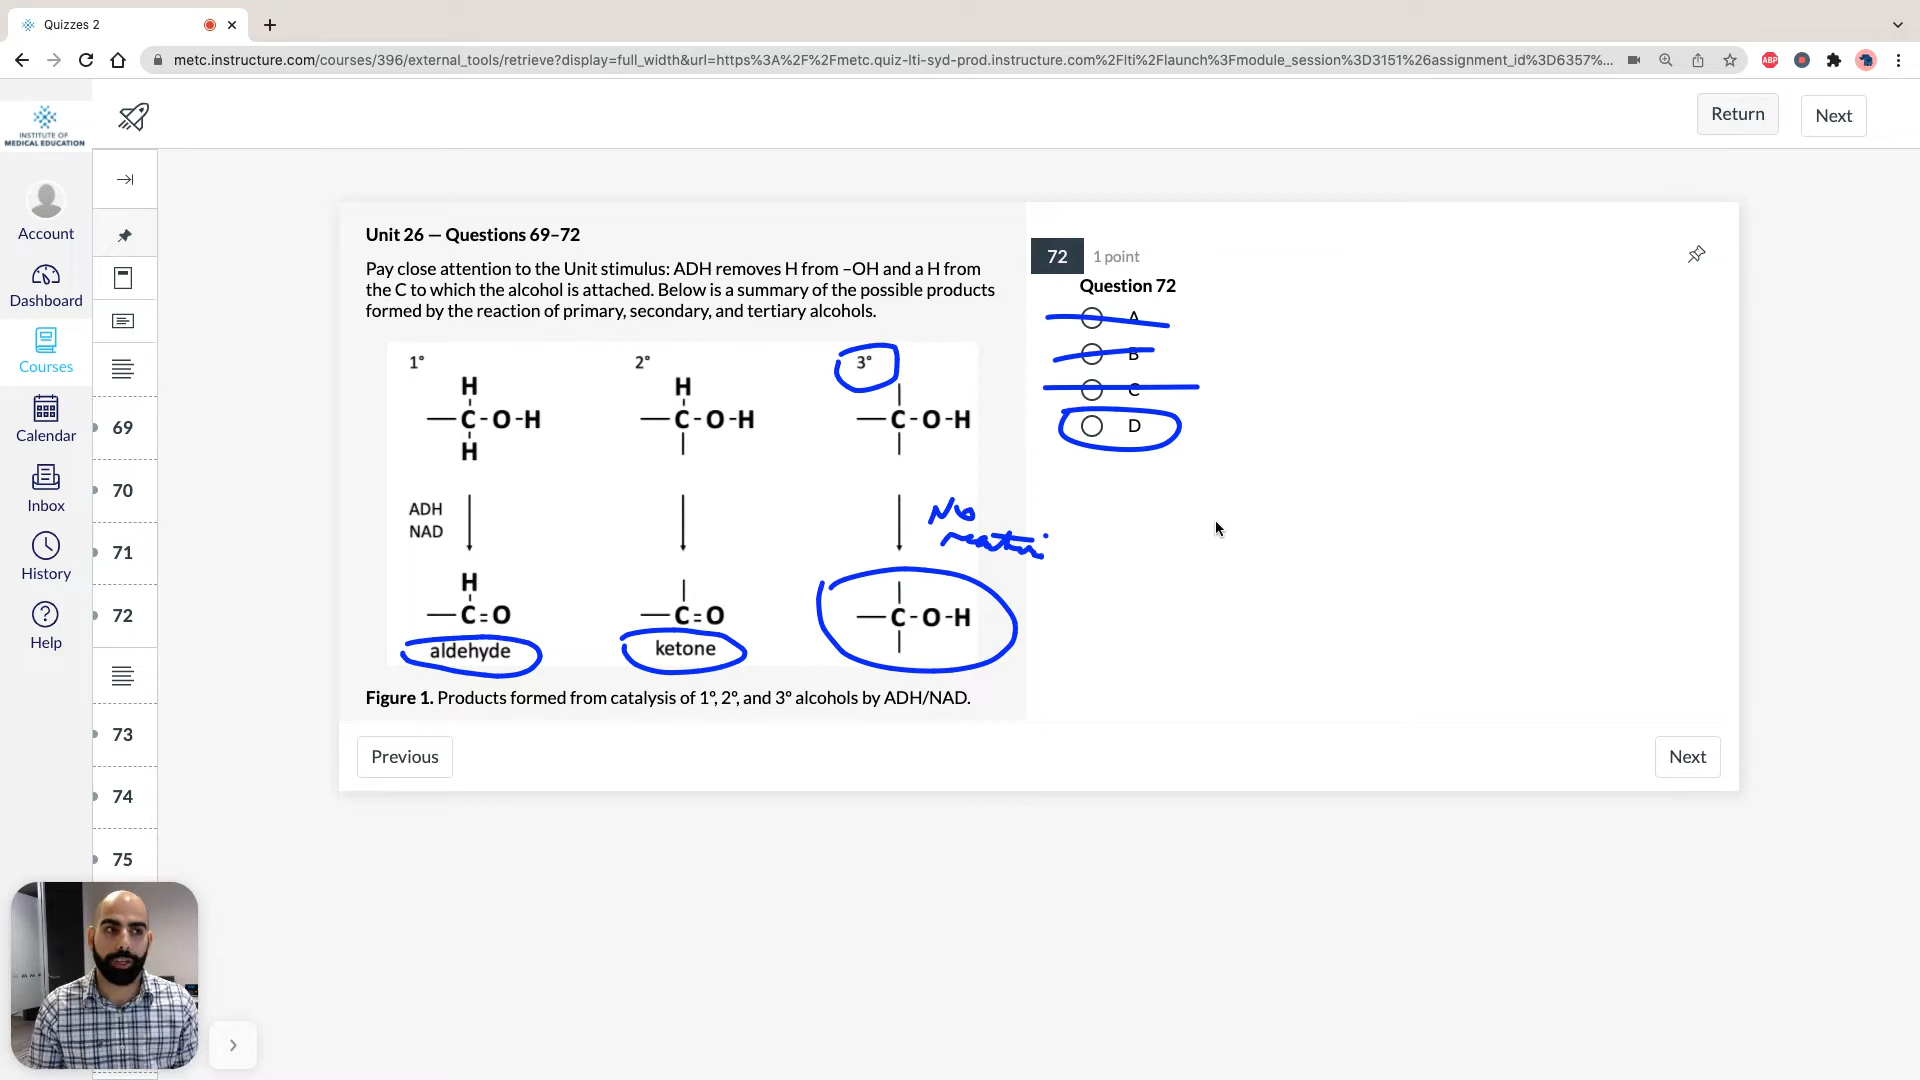 Quizzes 2
metc.instructure.com/courses/396/external_tools/retrieve?display=full_width&url=https%3A%2F%2Fmetc.quiz-lti-syd-prod.instructure.com%2Flti%2Flaunch%3Fmodule_session%3D3151%26assignment_id%3D6357%...
ABP
INSTITUTE OF
MEDICAL EDUCATION
Return
Next
Account
Dashboard
Courses
Calendar
Inbox
History
Help
69
70
71
72
73
74
75
Unit 26 — Questions 69–72
Pay close attention to the Unit stimulus: ADH removes H from –OH and a H from
the C to which the alcohol is attached. Below is a summary of the possible products
formed by the reaction of primary, secondary, and tertiary alcohols.
1° 2° 3°
H H
C-O-H C-O-H C-O-H
H
ADH
NAD
No
reaction
H
C=O C=O C-O-H
aldehyde ketone
Figure 1. Products formed from catalysis of 1°, 2°, and 3° alcohols by ADH/NAD.
72 1 point
Question 72
A
B
C
D
Previous
Next